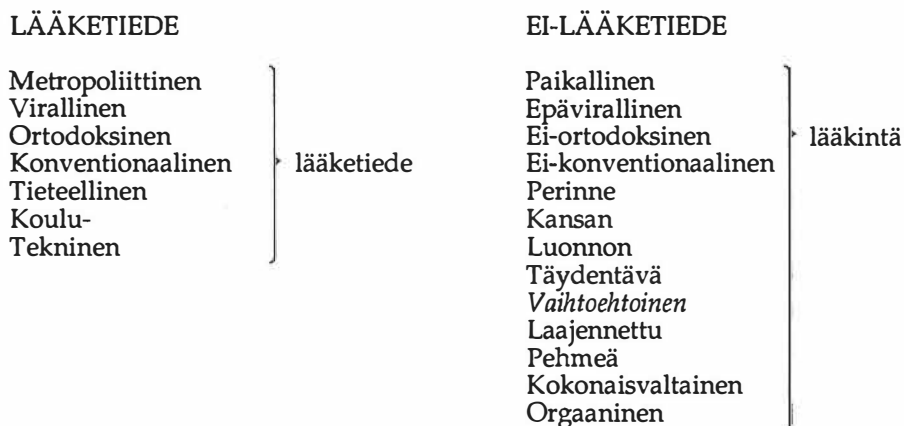 LÄÄKETIEDE
Metropoliittinen
Virallinen
Ortodoksinen
Konventionaalinen
Tieteellinen
Koulu-
Tekninen
lääketiede
EI-LÄÄKETIEDE
Paikallinen
Epävirallinen
Ei-ortodoksinen
Ei-konventionaalinen
Perinne
Kansan
Luonnon
Täydentävä
Vaihtoehtoinen
Laajennettu
Pehmeä
Kokonaisvaltainen
Orgaaninen
lääkintä